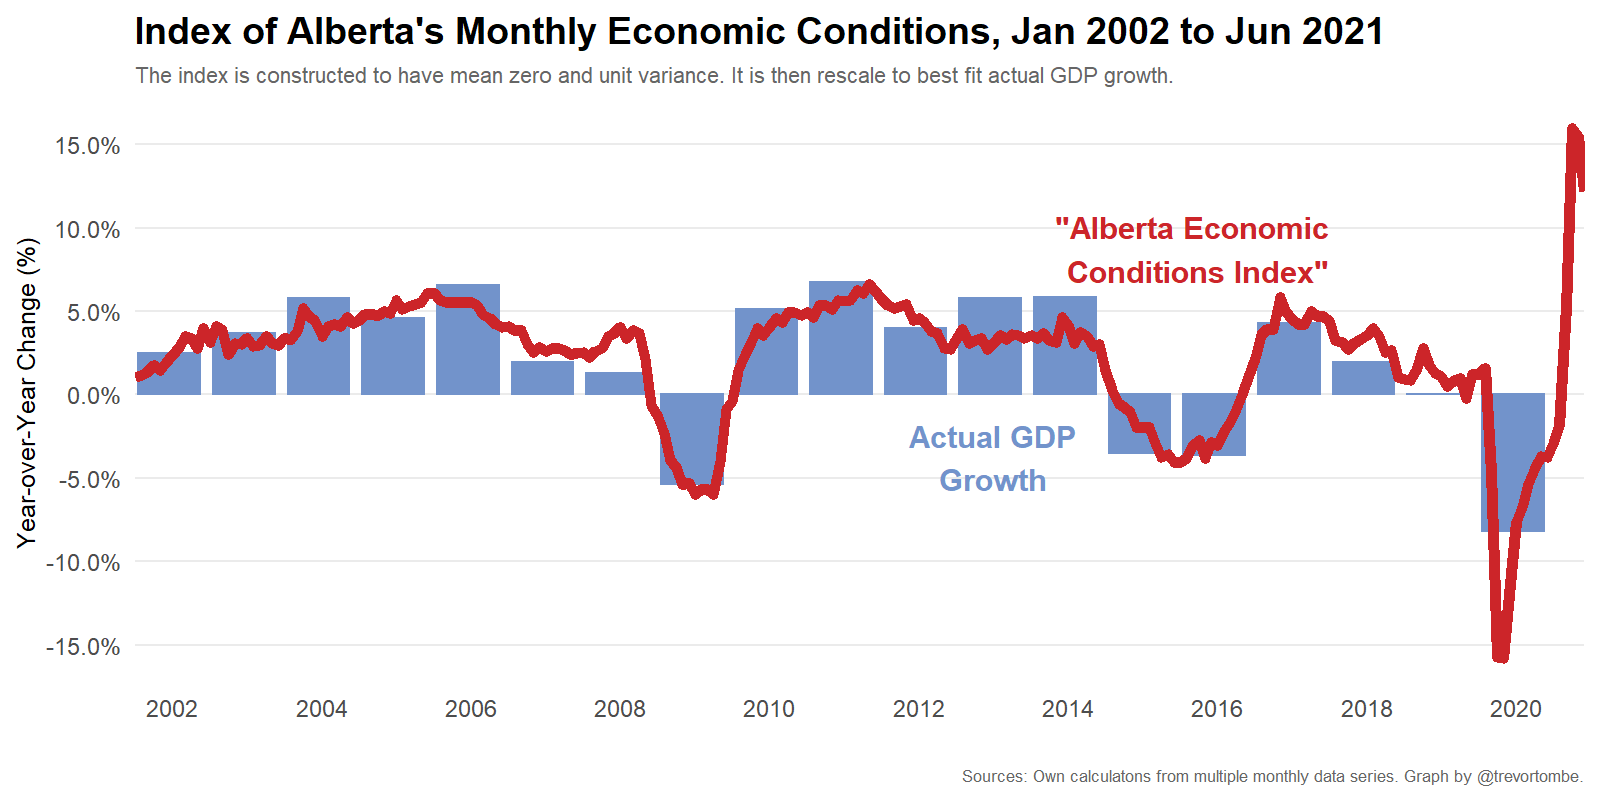 Index of Alberta's Monthly Economic Conditions, Jan 2002 to Jun 2021
The index is constructed to have mean zero and unit variance. It is then rescale to best fit actual GDP growth.
Year-over-Year Change (%)
15.0%
10.0%
5.0%
0.0%
-5.0%
-10.0%
-15.0%
"Alberta Economic
Conditions Index"
Actual GDP
Growth
2002
2004
2006
2008
2010
2012
2014
2016
2018
2020
Sources: Own calculatons from multiple monthly data series. Graph by @trevortombe.